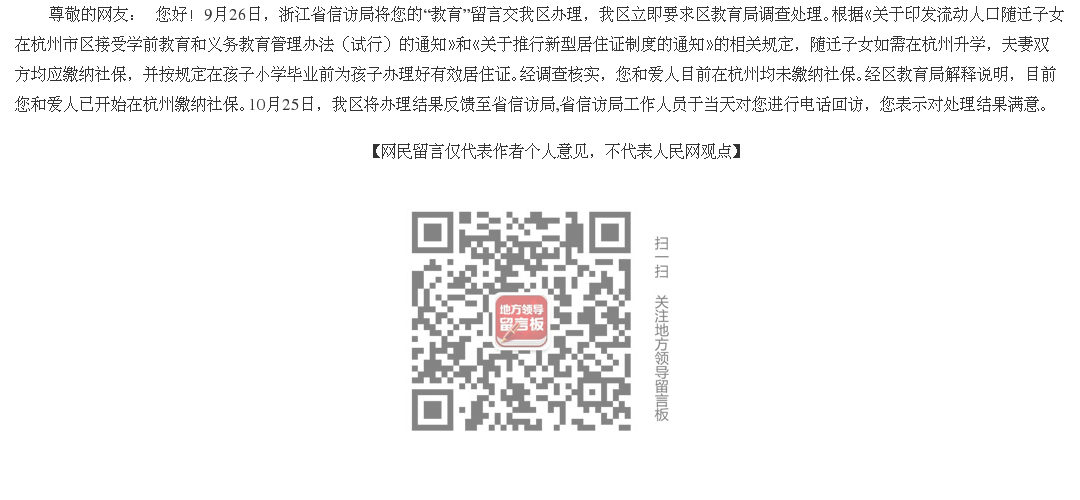 尊敬的网友： 您好！9月26日，浙江省信访局将您的“教育”留言交我区办理，我区立即要求区教育局调查处理。根据《关于印发流动人口随迁子女
在杭州市区接受学前教育和义务教育管理办法（试行）的通知》和《关于推行新型居住证制度的通知》的相关规定，随迁子女如需在杭州升学，夫妻双
方均应缴纳社保，并按规定在孩子小学毕业前为孩子办理好有效居住证。经调查核实，您和爱人目前在杭州均未缴纳社保。经区教育局解释说明，目前
您和爱人已开始在杭州缴纳社保。10月25日，我区将办理结果反馈至省信访局,省信访局工作人员于当天对您进行电话回访，您表示对处理结果满意。
【网民留言仅代表作者个人意见，不代表人民网观点】
地方领导
留言板
扫一扫 关注地方领导留言板